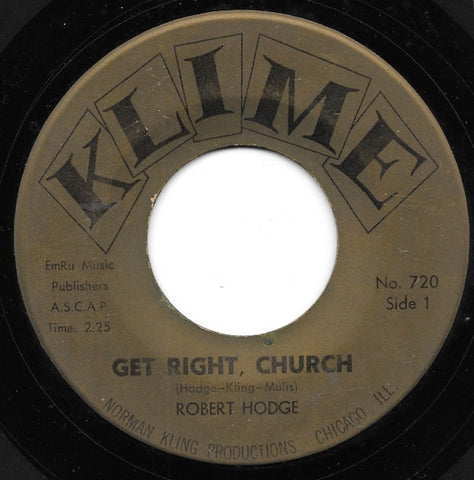 KLIME
EmRu Music
Publishers
A.S.C.A.P.
Time: 2.25
No. 720
Side 1
GET RIGHT, CHURCH
(Hodge-Kling-Mulis)
ROBERT HODGE
NORMAN KLING PRODUCTIONS - CHICAGO, ILL.